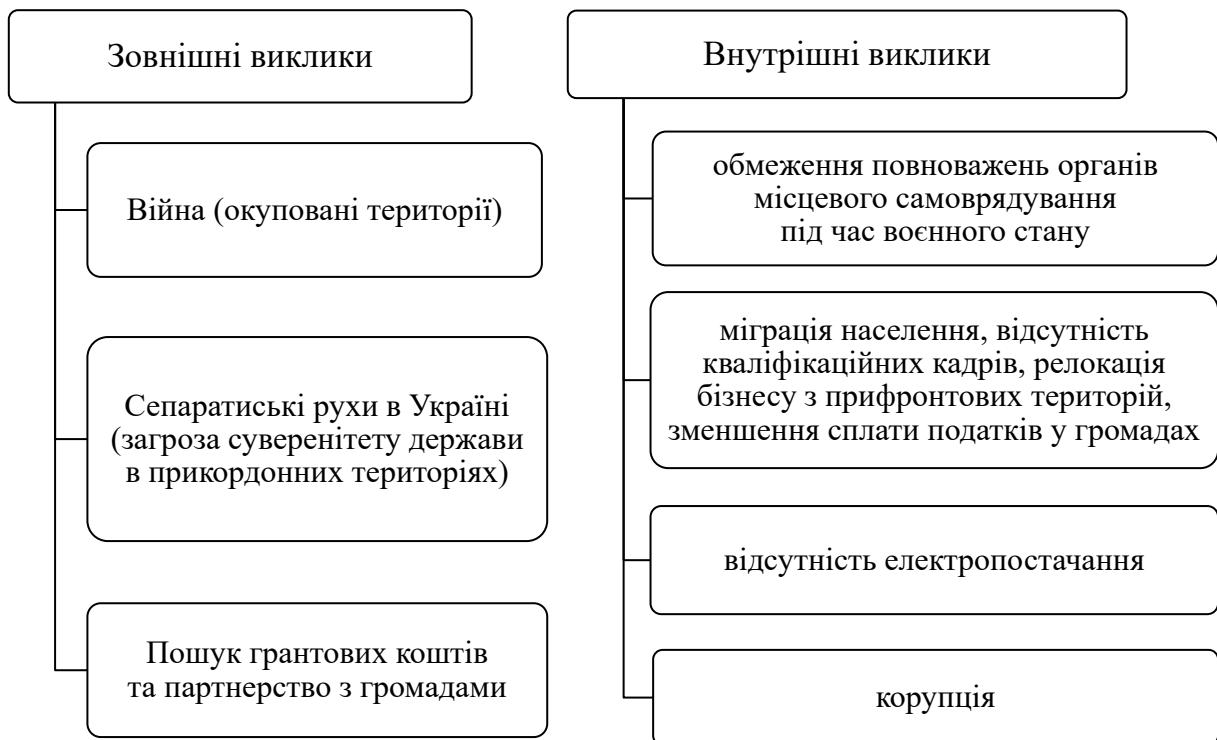 Зовнішні виклики
Війна (окуповані території)
Сепаратиські рухи в Україні
(загроза суверенітету держави
в прикордонних територіях)
Пошук грантових коштів
та партнерство з громадами
Внутрішні виклики
обмеження повноважень органів
місцевого самоврядування
під час воєнного стану
міграція населення, відсутність
кваліфікаційних кадрів, релокація
бізнесу з прифронтових територій,
зменшення сплати податків у громадах
відсутність електропостачання
корупція